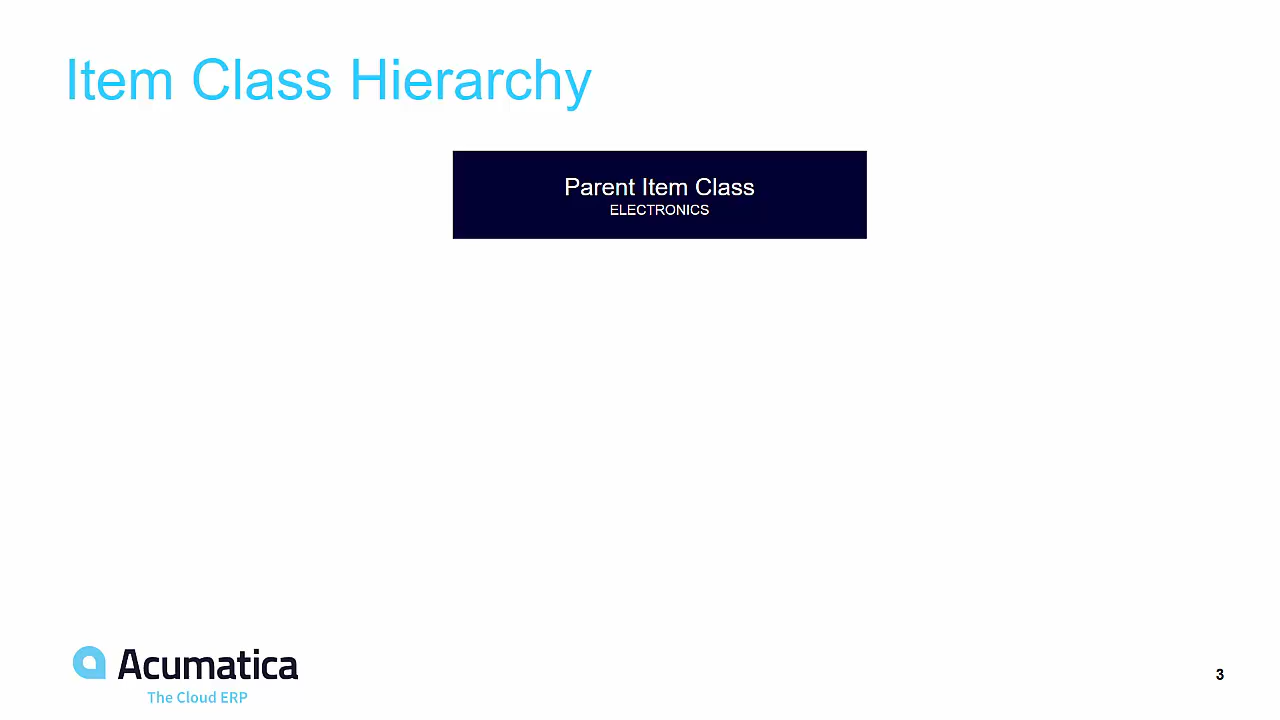 Item Class Hierarchy
Parent Item Class
ELECTRONICS
Acumatica
The Cloud ERP
3